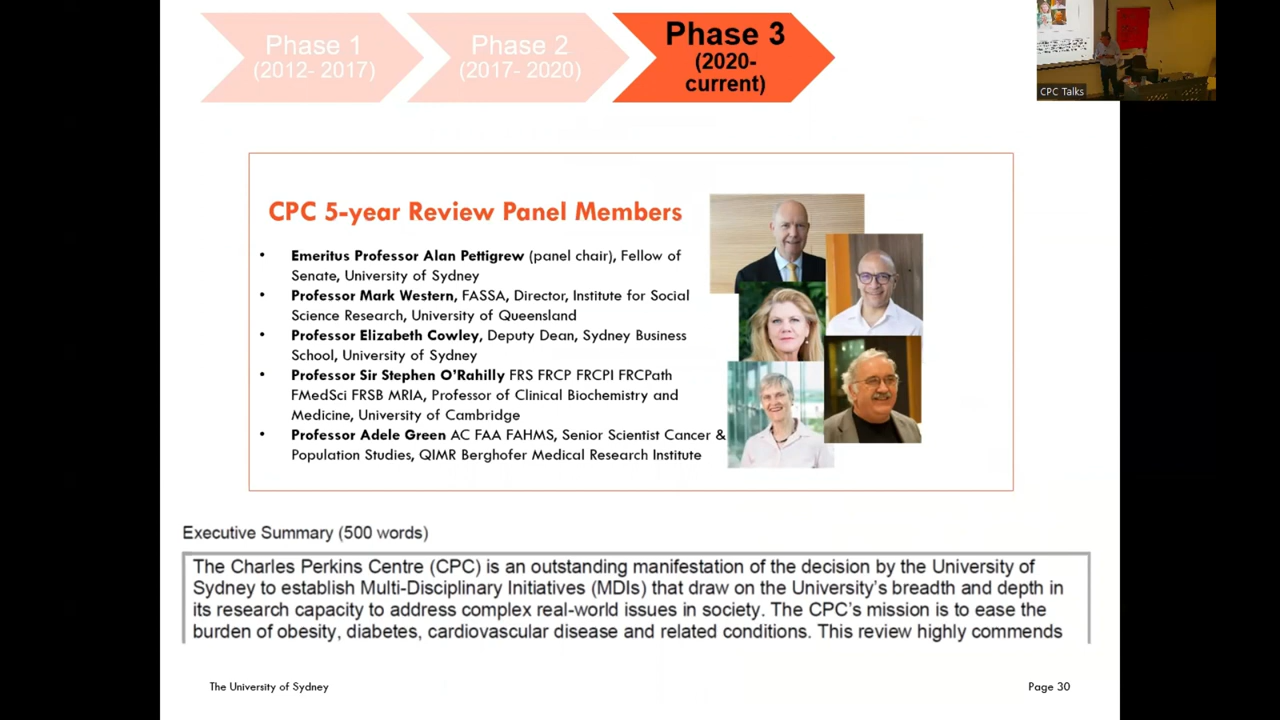 Phase 1
(2012- 2017)
Phase 2
(2017- 2020)
Phase 3
(2020-
current)
CPC Talks
CPC 5-year Review Panel Members
• Emeritus Professor Alan Pettigrew (panel chair), Fellow of
Senate, University of Sydney
• Professor Mark Western, FASSA, Director, Institute for Social
Science Research, University of Queensland
• Professor Elizabeth Cowley, Deputy Dean, Sydney Business
School, University of Sydney
• Professor Sir Stephen O’Rahilly FRS FRCP FRCPI FRCPath
FMedSci FRSB MRIA, Professor of Clinical Biochemistry and
Medicine, University of Cambridge
• Professor Adele Green AC FAA FAHMS, Senior Scientist Cancer &
Population Studies, QIMR Berghofer Medical Research Institute
Executive Summary (500 words)
The Charles Perkins Centre (CPC) is an outstanding manifestation of the decision by the University of
Sydney to establish Multi-Disciplinary Initiatives (MDIs) that draw on the University’s breadth and depth in
its research capacity to address complex real-world issues in society. The CPC’s mission is to ease the
burden of obesity, diabetes, cardiovascular disease and related conditions. This review highly commends
The University of Sydney
Page 30